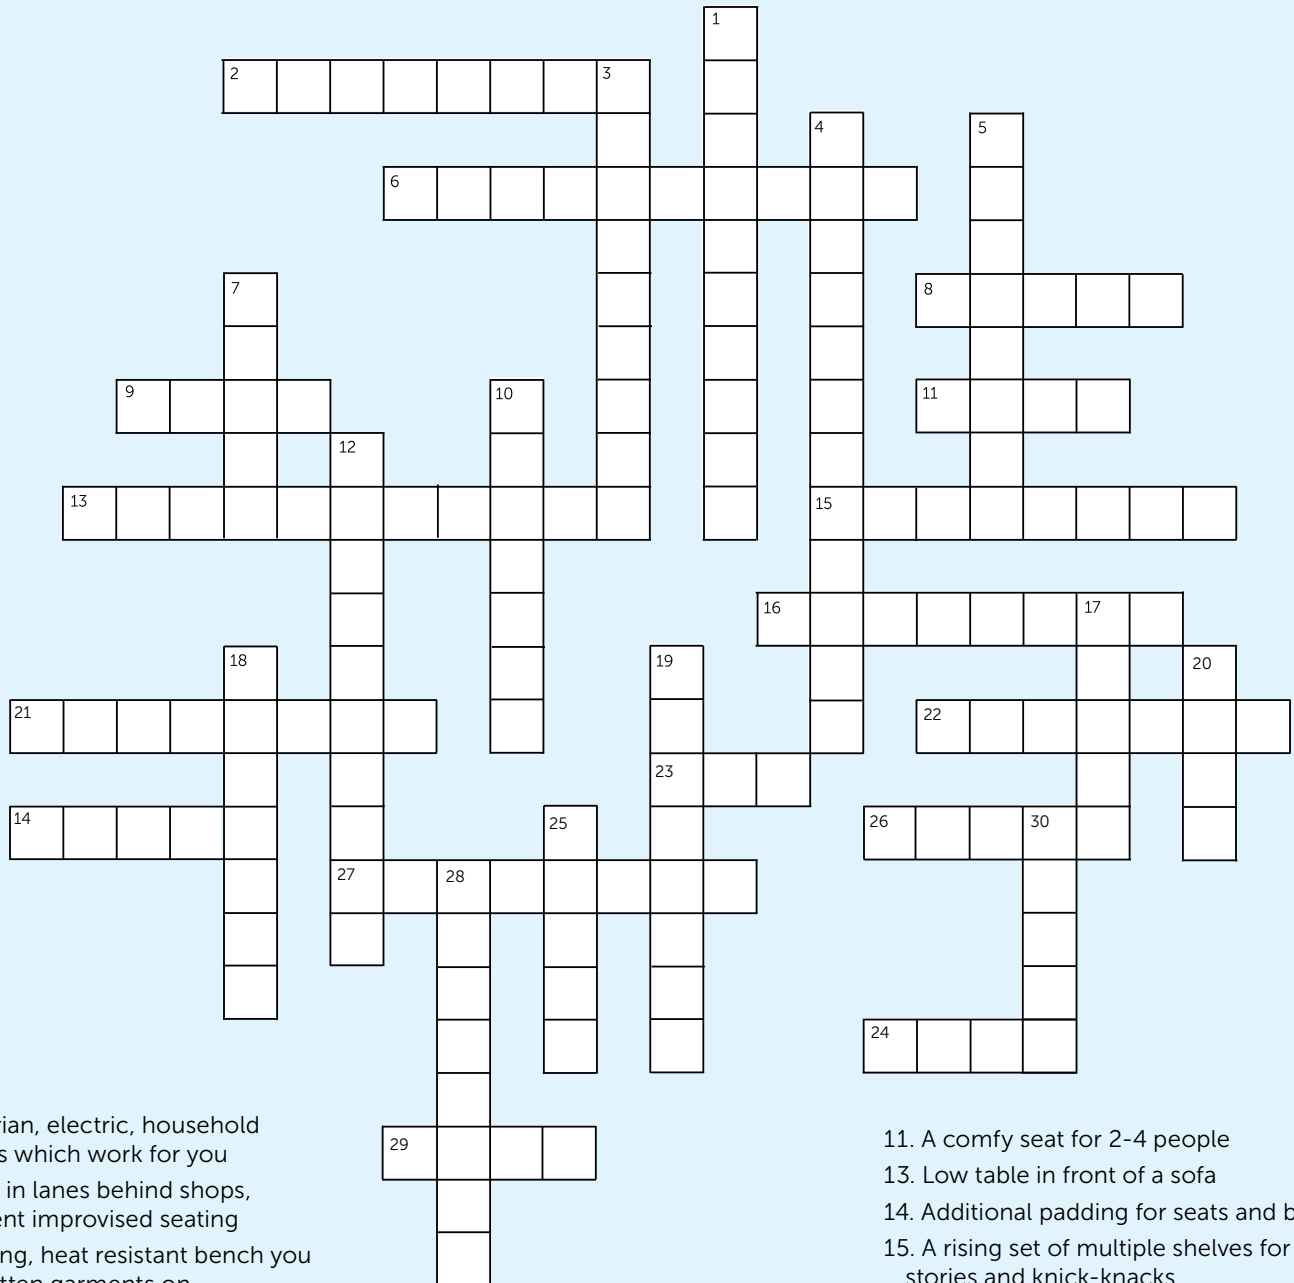 1
2 3
4 5
6
7 8
9 10 11
12
13 15
16 17
18 19 20
21 22
23
14 25 26 30
27 28
24
29
rian, electric, household
s which work for you
in lanes behind shops,
ent improvised seating
ng, heat resistant bench you
tten garments on
11. A comfy seat for 2-4 people
13. Low table in front of a sofa
14. Additional padding for seats and b
15. A rising set of multiple shelves for
stories and knick-knacks